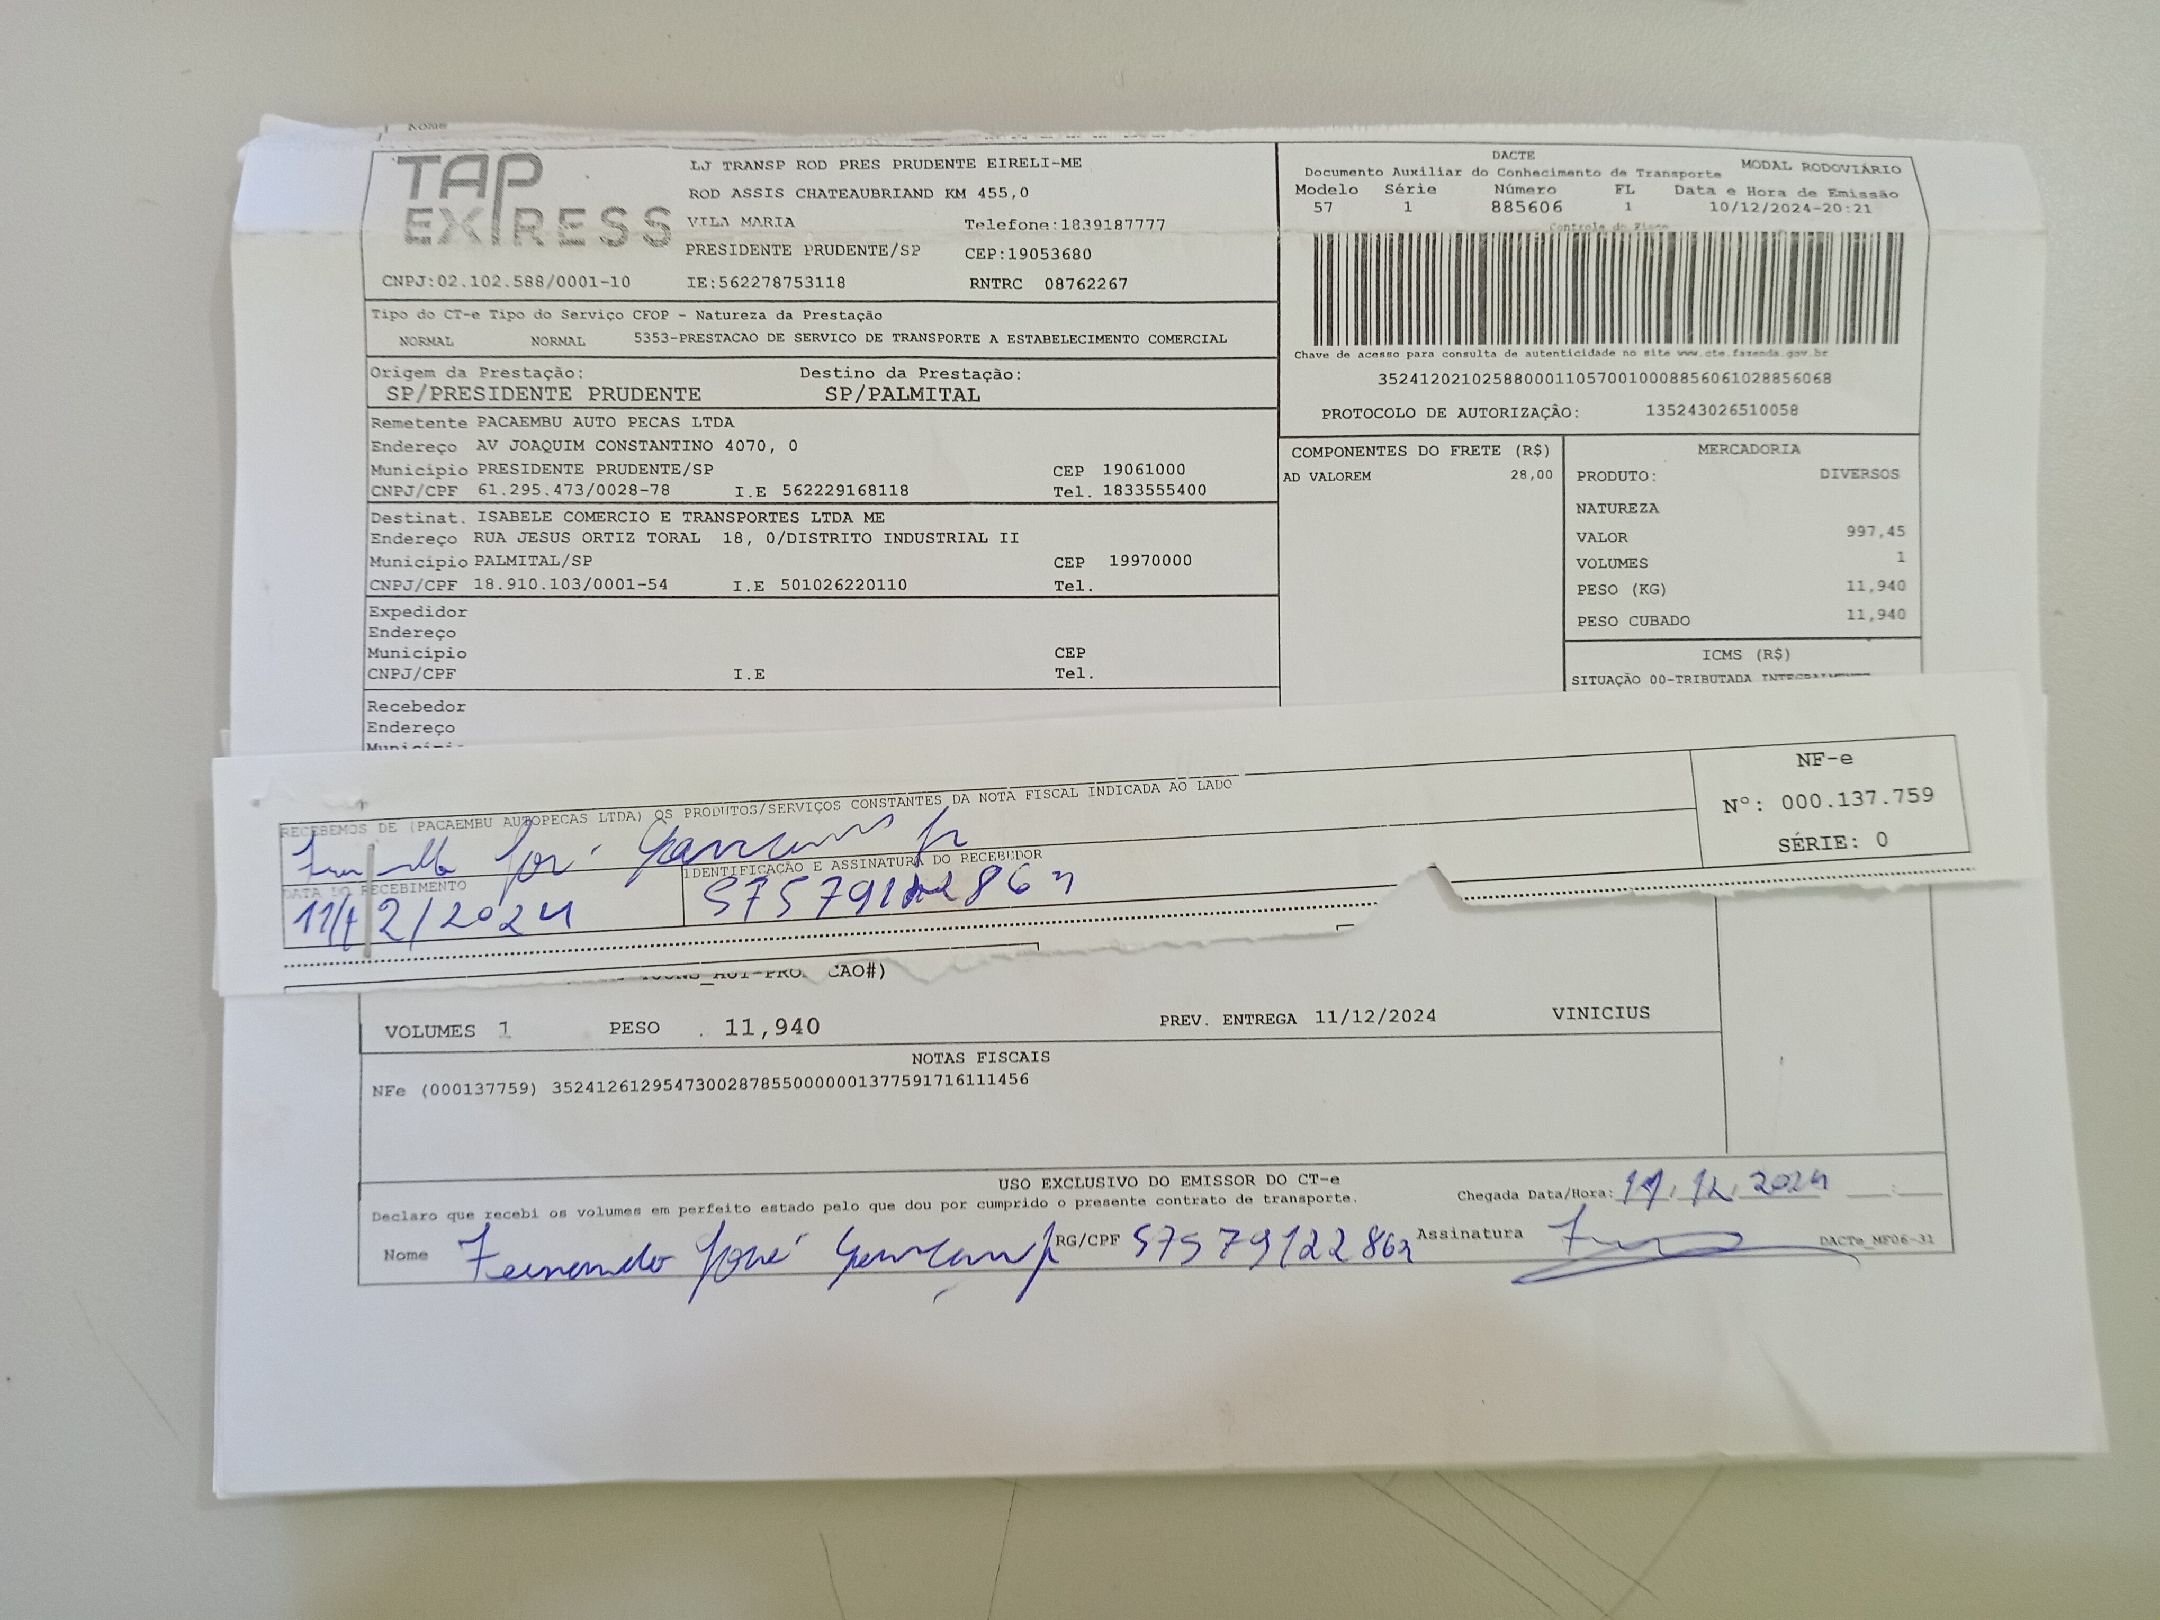 Nome
TAP
EXPRESS
LJ TRANSP ROD PRES PRUDENTE EIRELI-ME
ROD ASSIS CHATEAUBRIAND KM 455,0
VILA MARIA Telefone:1839187777
PRESIDENTE PRUDENTE/SP CEP:19053680
CNPJ:02.102.588/0001-10 IE:562278753118 RNTRC 08762267
DACTE
Documento Auxiliar do Conhecimento de Transporte MODAL RODOVIÁRIO
Modelo Série Número FL Data e Hora de Emissão
57 1 885606 1 10/12/2024-20:21
Controle do Fisco
Chave de acesso para consulta de autenticidade no site www.cte.fazenda.gov.br
35241202102588000110570010008856061028856068
PROTOCOLO DE AUTORIZAÇÃO: 135243026510058
Tipo do CT-e Tipo do Serviço CFOP - Natureza da Prestação
NORMAL NORMAL 5353-PRESTACAO DE SERVICO DE TRANSPORTE A ESTABELECIMENTO COMERCIAL
Origem da Prestação: Destino da Prestação:
SP/PRESIDENTE PRUDENTE SP/PALMITAL
Remetente PACAEMBU AUTO PECAS LTDA
Endereço AV JOAQUIM CONSTANTINO 4070, 0
Município PRESIDENTE PRUDENTE/SP CEP 19061000
CNPJ/CPF 61.295.473/0028-78 I.E 562229168118 Tel. 1833555400
Destinat. ISABELE COMERCIO E TRANSPORTES LTDA ME
Endereço RUA JESUS ORTIZ TORAL 18, 0/DISTRITO INDUSTRIAL II
Município PALMITAL/SP CEP 19970000
CNPJ/CPF 18.910.103/0001-54 I.E 501026220110 Tel.
Expedidor
Endereço
Município CEP
CNPJ/CPF I.E Tel.
Recebedor
Endereço
Município
COMPONENTES DO FRETE (R$)
AD VALOREM 28,00
MERCADORIA
PRODUTO: DIVERSOS
NATUREZA
VALOR 997,45
VOLUMES 1
PESO (KG) 11,940
PESO CUBADO 11,940
ICMS (R$)
SITUAÇÃO 00-TRIBUTADA INTEGRALMENTE
RECEBEMOS DE (PACAEMBU AUTOPECAS LTDA) OS PRODUTOS/SERVIÇOS CONSTANTES DA NOTA FISCAL INDICADA AO LADO
Fernando José Jr
DATA DO RECEBIMENTO IDENTIFICAÇÃO E ASSINATURA DO RECEBEDOR
11/12/2024
NF-e
Nº: 000.137.759
SÉRIE: 0
CAO#)
VOLUMES 1 PESO 11,940 PREV. ENTREGA 11/12/2024 VINICIUS
NOTAS FISCAIS
NFe (000137759) 35241261295473002878550000001377591716111456
USO EXCLUSIVO DO EMISSOR DO CT-e
Declaro que recebi os volumes em perfeito estado pelo que dou por cumprido o presente contrato de transporte. Chegada Data/Hora: 11.12.2024 :
Nome Fernando José RG/CPF Assinatura DACTe_MF06-31